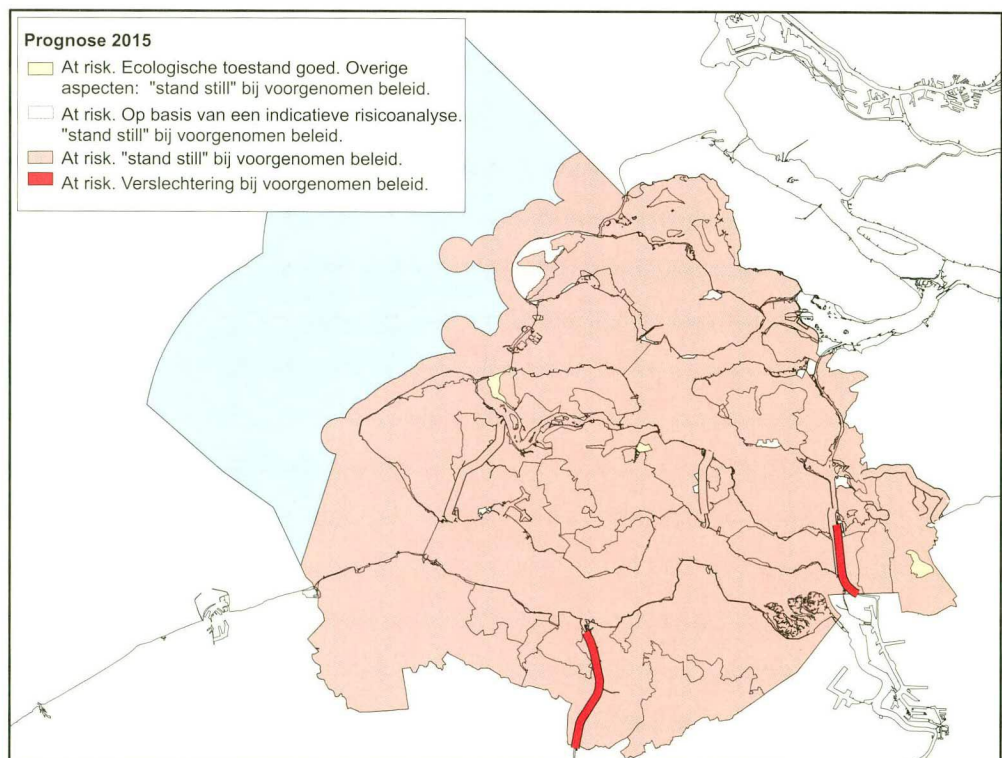 Prognose 2015
At risk. Ecologische toestand goed. Overige
aspecten: "stand still" bij voorgenomen beleid.
At risk. Op basis van een indicatieve risicoanalyse.
"stand still" bij voorgenomen beleid.
At risk. "stand still" bij voorgenomen beleid.
At risk. Verslechtering bij voorgenomen beleid.